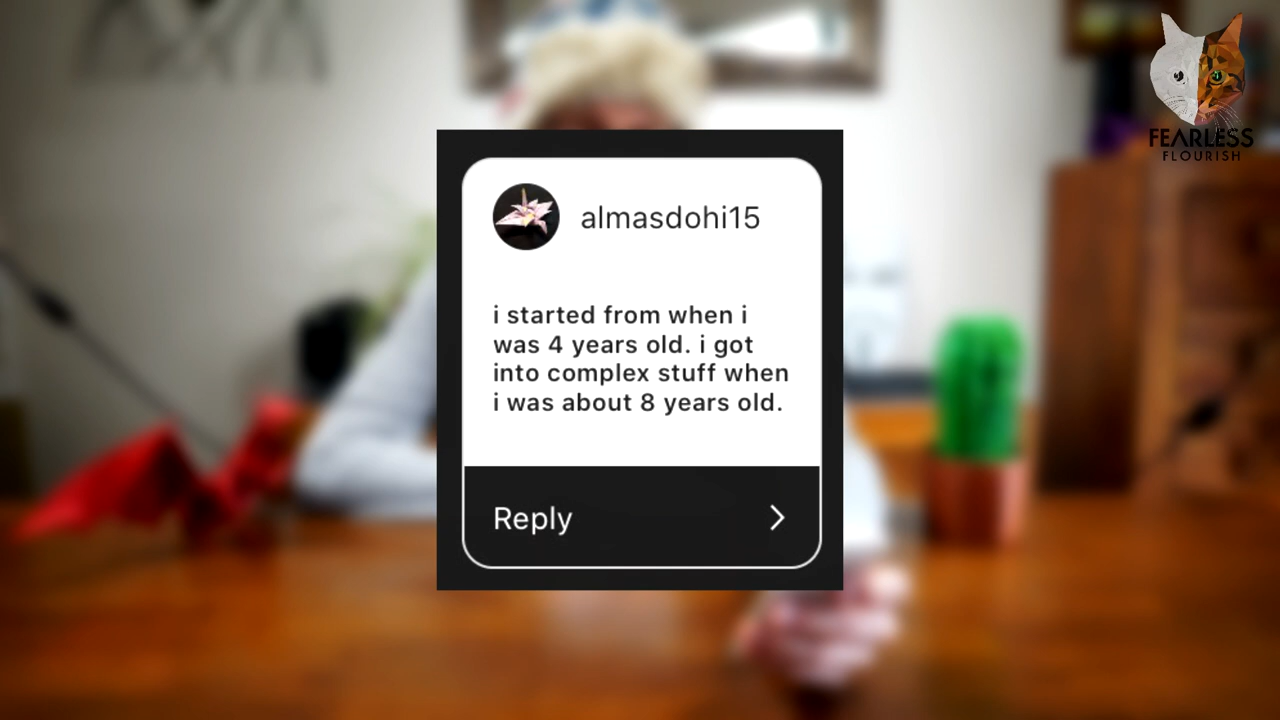 FEARLESS
FLOURISH
almasdohi15
i started from when i
was 4 years old. i got
into complex stuff when
i was about 8 years old.
Reply